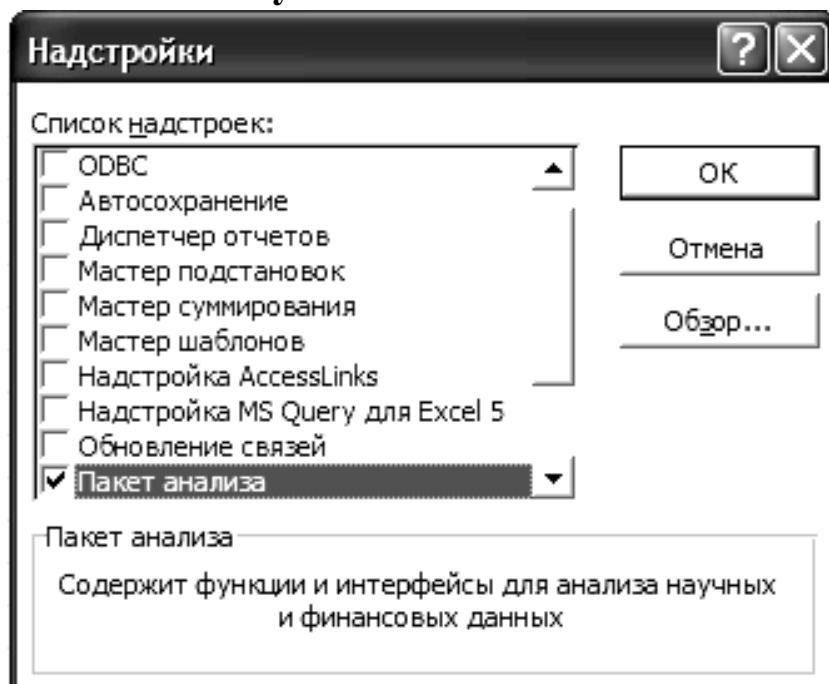 Надстройки
Список надстроек:
ODBC
Автосохранение
Диспетчер отчетов
Мастер подстановок
Мастер суммирования
Мастер шаблонов
Надстройка AccessLinks
Надстройка MS Query для Excel 5
Обновление связей
Пакет анализа
OK
Отмена
Обзор...
Пакет анализа
Содержит функции и интерфейсы для анализа научных
и финансовых данных